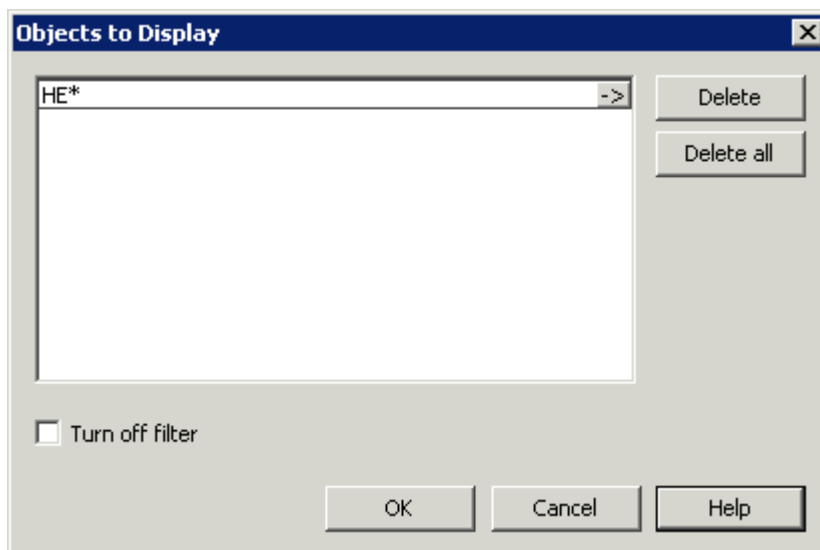 Objects to Display
HE*
->
Delete
Delete all
Turn off filter
OK
Cancel
Help